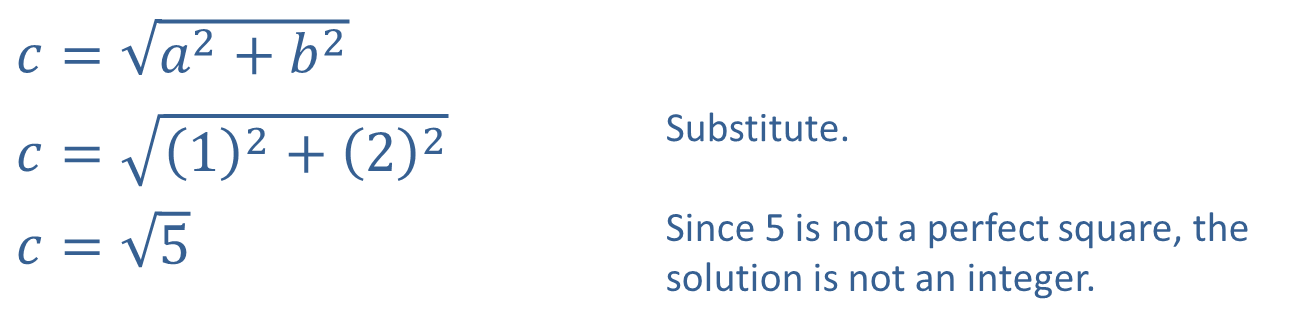 c = √a² + b²
c = √(1)² + (2)²
Substitute.
c = √5
Since 5 is not a perfect square, the
solution is not an integer.